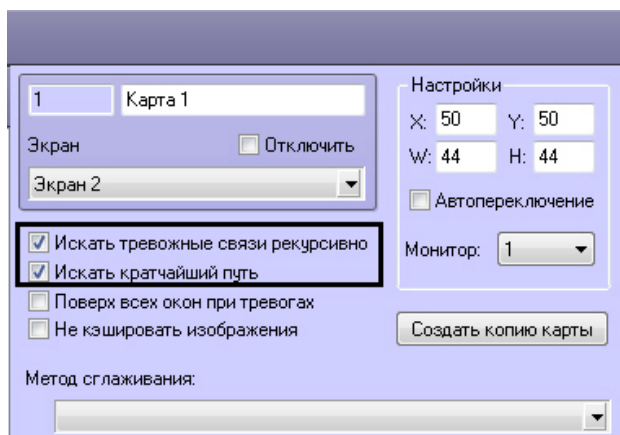 1 Карта 1
Экран Отключить
Экран 2
Искать тревожные связи рекурсивно
Искать кратчайший путь
Поверх всех окон при тревогах
Не кэшировать изображения
Метод сглаживания:
Настройки
X: 50 Y: 50
W: 44 H: 44
Автопереключение
Монитор: 1
Создать копию карты